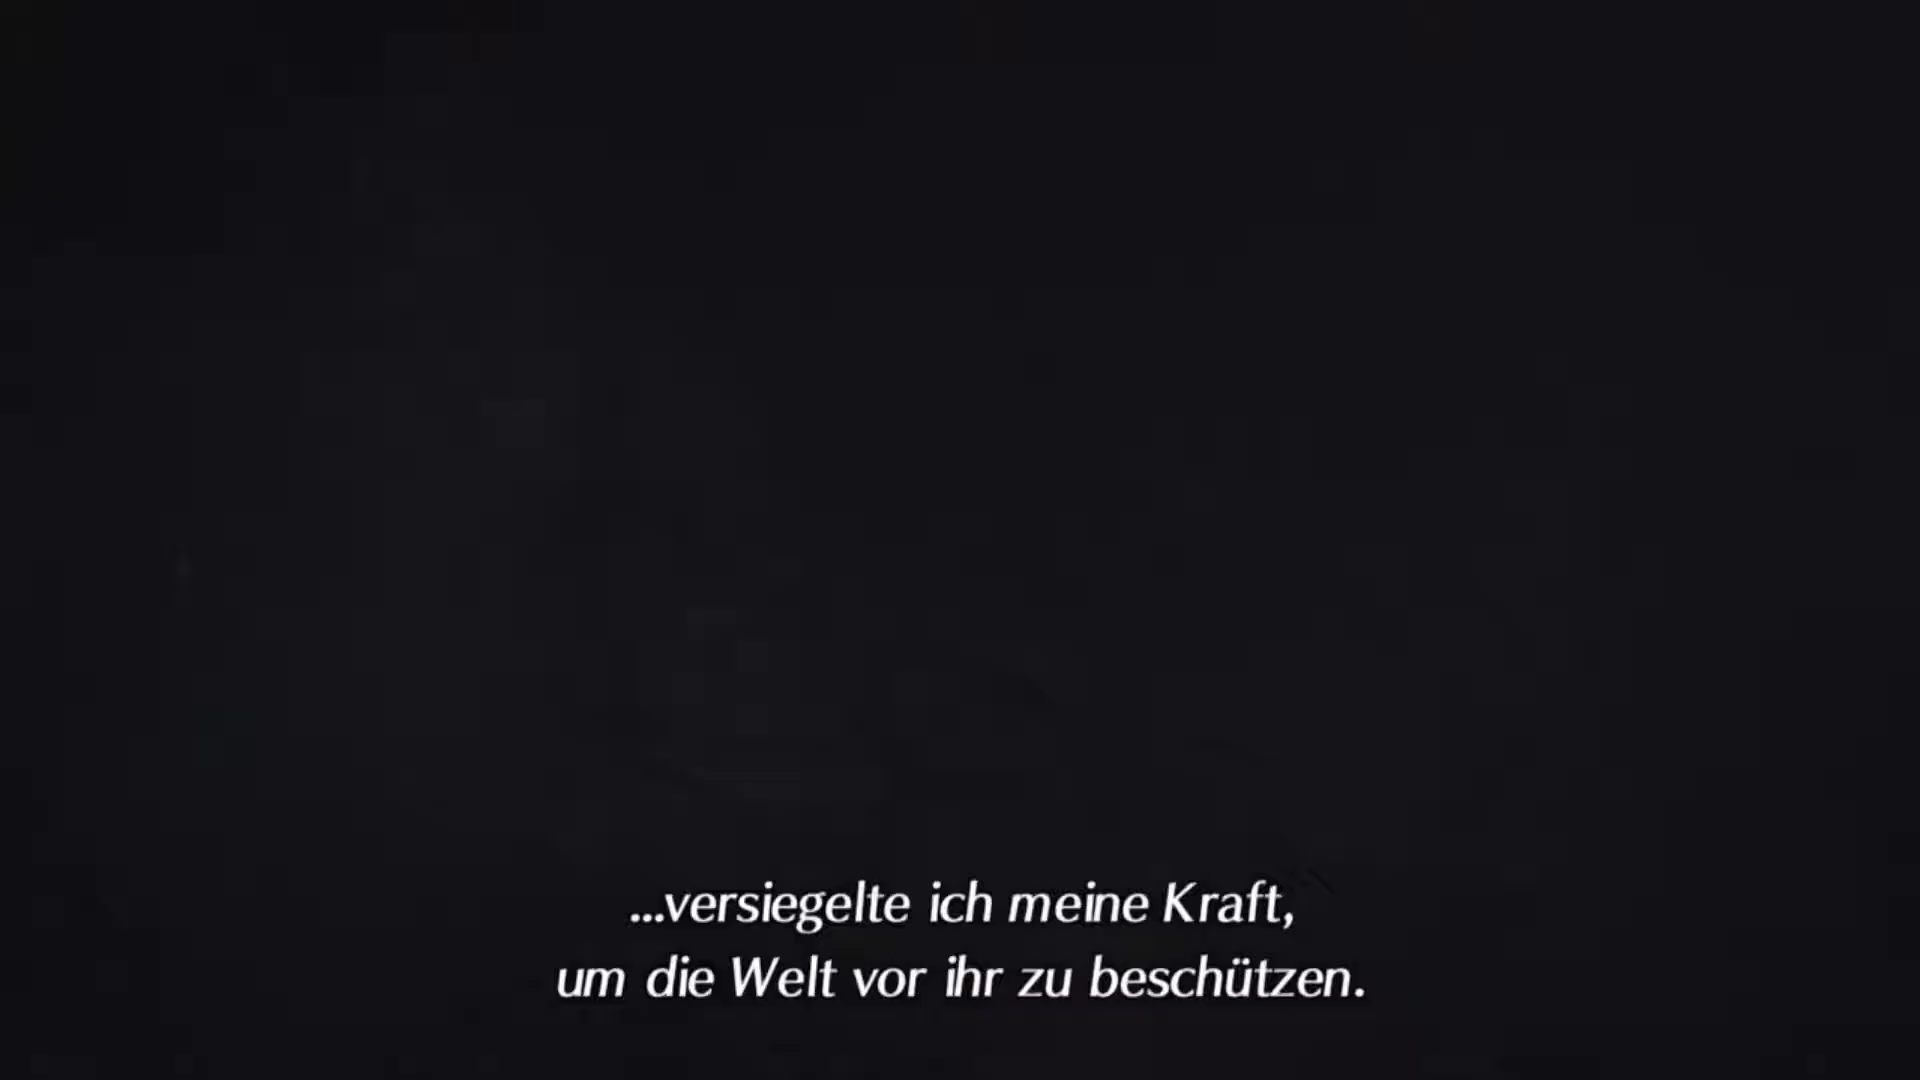 ...versiegelte ich meine Kraft,
um die Welt vor ihr zu beschützen.